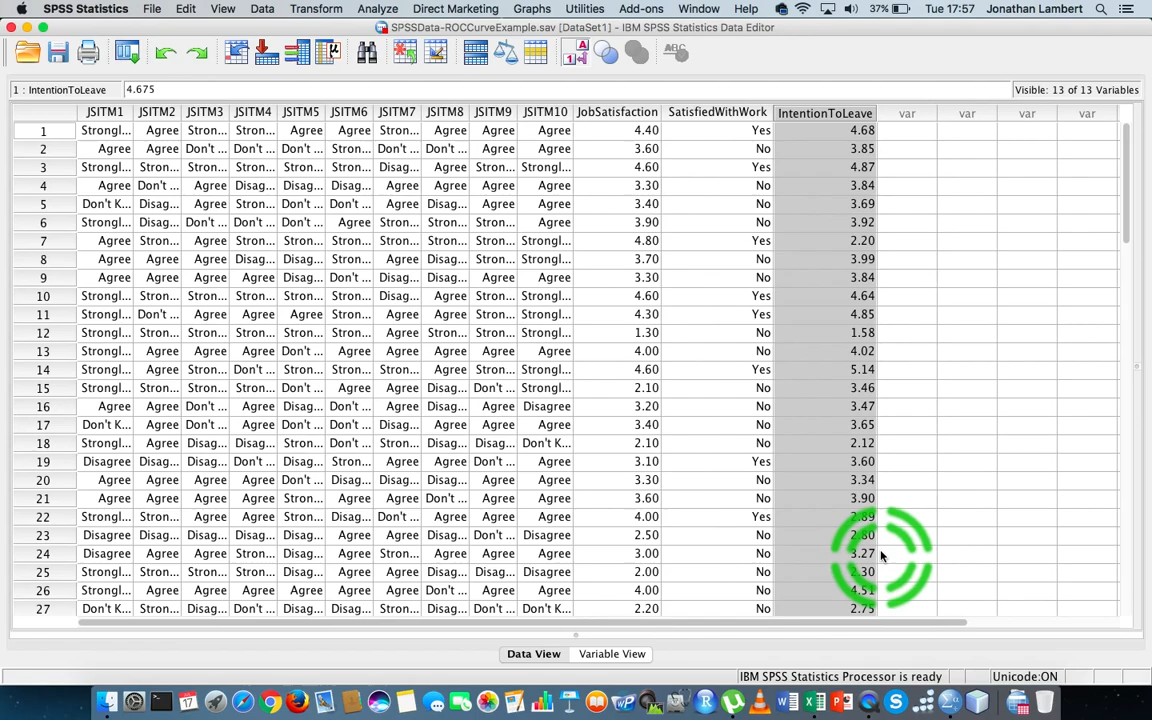 SPSS Statistics File Edit View Data Transform Analyze Direct Marketing Graphs Utilities Add-ons Window Help 37% Tue 17:57 Jonathan Lambert
SPSSData-ROCCurveExample.sav [DataSet1] - IBM SPSS Statistics Data Editor
1 : IntentionToLeave 4.675 Visible: 13 of 13 Variables
JSITM1 JSITM2 JSITM3 JSITM4 JSITM5 JSITM6 JSITM7 JSITM8 JSITM9 JSITM10 JobSatisfaction SatisfiedWithWork IntentionToLeave var var var var
1 Strongl... Agree Stron... Stron... Agree Agree Stron... Agree Agree Agree 4.40 Yes 4.68
2 Agree Agree Don't ... Don't ... Agree Stron... Don't ... Don't ... Agree Agree 3.60 No 3.85
3 Strongl... Agree Stron... Stron... Stron... Stron... Disag... Agree Stron... Strongl... 4.60 Yes 4.87
4 Agree Don't ... Agree Disag... Disag... Disag... Agree Agree Agree Agree 3.30 No 3.84
5 Don't K... Disag... Agree Don't ... Agree Agree Agree Agree Don't ... Agree 3.40 No 3.69
6 Strongl... Disag... Don't ... Don't ... Don't ... Agree Stron... Agree Stron... Agree 3.90 No 3.92
7 Agree Stron... Agree Stron... Stron... Stron... Stron... Stron... Stron... Strongl... 4.80 Yes 2.20
8 Agree Agree Agree Disag... Disag... Agree Agree Agree Agree Strongl... 3.70 No 3.99
9 Agree Agree Agree Agree Disag... Don't ... Disag... Disag... Agree Agree 3.30 No 3.84
10 Strongl... Stron... Stron... Stron... Stron... Stron... Disag... Agree Stron... Strongl... 4.60 Yes 4.64
11 Strongl... Don't ... Agree Agree Agree Stron... Agree Agree Stron... Strongl... 4.30 Yes 4.85
12 Strongl... Stron... Stron... Stron... Stron... Stron... Agree Stron... Stron... Strongl... 1.30 No 1.58
13 Strongl... Agree Agree Agree Don't ... Agree Agree Agree Agree Agree 4.00 No 4.02
14 Strongl... Agree Agree Stron... Stron... Stron... Agree Agree Stron... Strongl... 4.60 Yes 5.14
15 Strongl... Stron... Stron... Stron... Don't ... Agree Agree Disag... Stron... Strongl... 2.10 No 3.46
16 Agree Agree Don't ... Agree Disag... Don't ... Agree Disag... Agree Disagree 3.20 No 3.47
17 Don't K... Agree Don't ... Agree Agree Don't ... Disag... Agree Disag... Agree 3.40 No 3.65
18 Strongl... Agree Disag... Disag... Stron... Don't ... Stron... Disag... Disag... Don't K... 2.10 No 2.12
19 Disagree Disag... Agree Don't ... Disag... Stron... Disag... Agree Don't ... Agree 3.10 Yes 3.60
20 Agree Agree Agree Agree Don't ... Disag... Disag... Disag... Agree Agree 3.30 No 3.34
21 Agree Agree Agree Agree Stron... Agree Agree Don't ... Agree Agree 3.60 No 3.90
22 Strongl... Agree Agree Agree Stron... Disag... Don't ... Agree Agree Agree 4.00 Yes 2.89
23 Disagree Disag... Disag... Disag... Agree Agree Agree Disag... Don't ... Disagree 2.50 No 2.80
24 Disagree Agree Agree Agree Disag... Agree Stron... Disag... Disag... Agree 3.00 No 3.27
25 Strongl... Stron... Stron... Stron... Disag... Agree Agree Disag... Disag... Disagree 2.00 No 2.30
26 Strongl... Agree Agree Agree Disag... Agree Agree Don't ... Agree Agree 4.00 No 4.51
27 Don't K... Stron... Disag... Don't ... Disag... Disag... Agree Disag... Don't ... Don't K... 2.20 No 2.75
Data View Variable View
IBM SPSS Statistics Processor is ready Unicode:ON